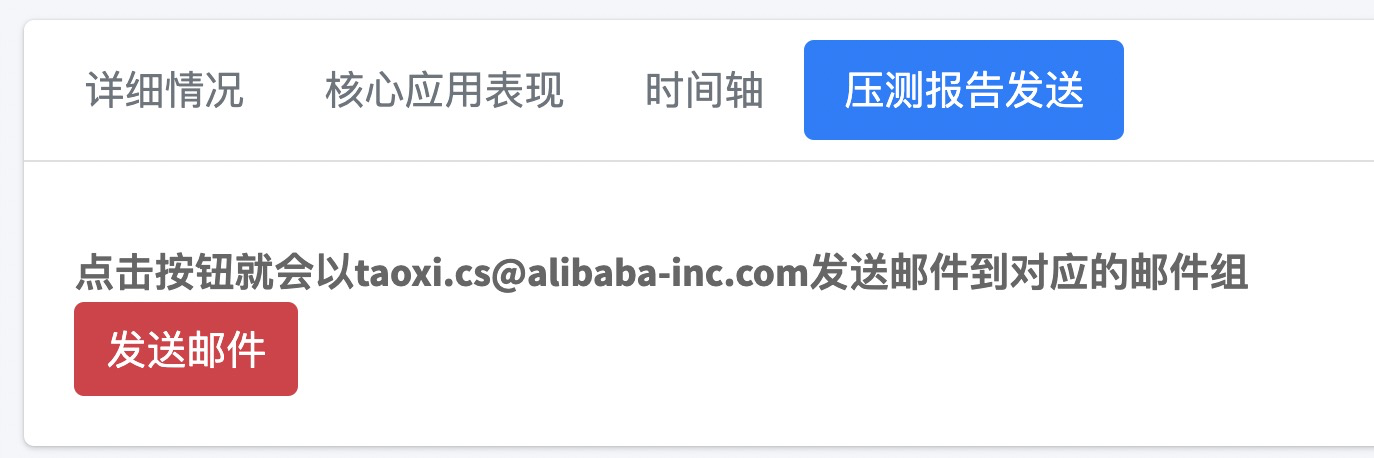 详细情况 核心应用表现 时间轴 压测报告发送
点击按钮就会以taoxi.cs@alibaba-inc.com发送邮件到对应的邮件组
发送邮件